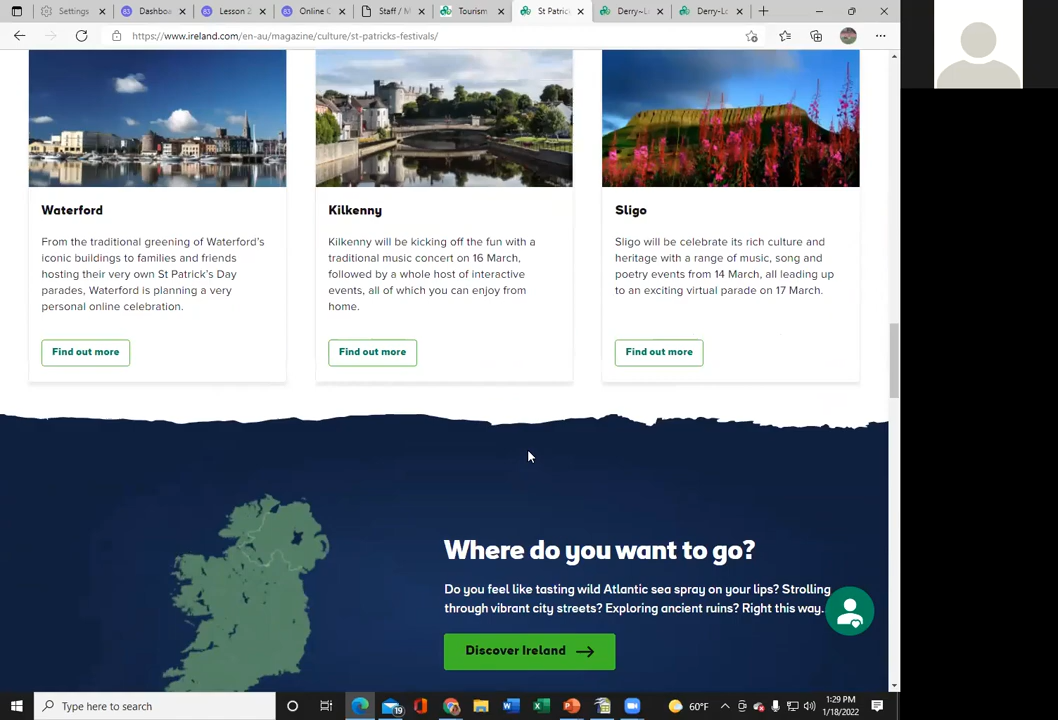 Settings
Dashboa
Lesson 2
Online C
Staff / M
Tourism
St Patric
Derry~L
Derry-Lo
https://www.ireland.com/en-au/magazine/culture/st-patricks-festivals/
Waterford
From the traditional greening of Waterford's
iconic buildings to families and friends
hosting their very own St Patrick's Day
parades, Waterford is planning a very
personal online celebration.
Find out more
Kilkenny
Kilkenny will be kicking off the fun with a
traditional music concert on 16 March,
followed by a whole host of interactive
events, all of which you can enjoy from
home.
Find out more
Sligo
Sligo will be celebrate its rich culture and
heritage with a range of music, song and
poetry events from 14 March, all leading up
to an exciting virtual parade on 17 March.
Find out more
Where do you want to go?
Do you feel like tasting wild Atlantic sea spray on your lips? Strolling
through vibrant city streets? Exploring ancient ruins? Right this way.
Discover Ireland
Type here to search
19
60°F
1:29 PM
1/18/2022